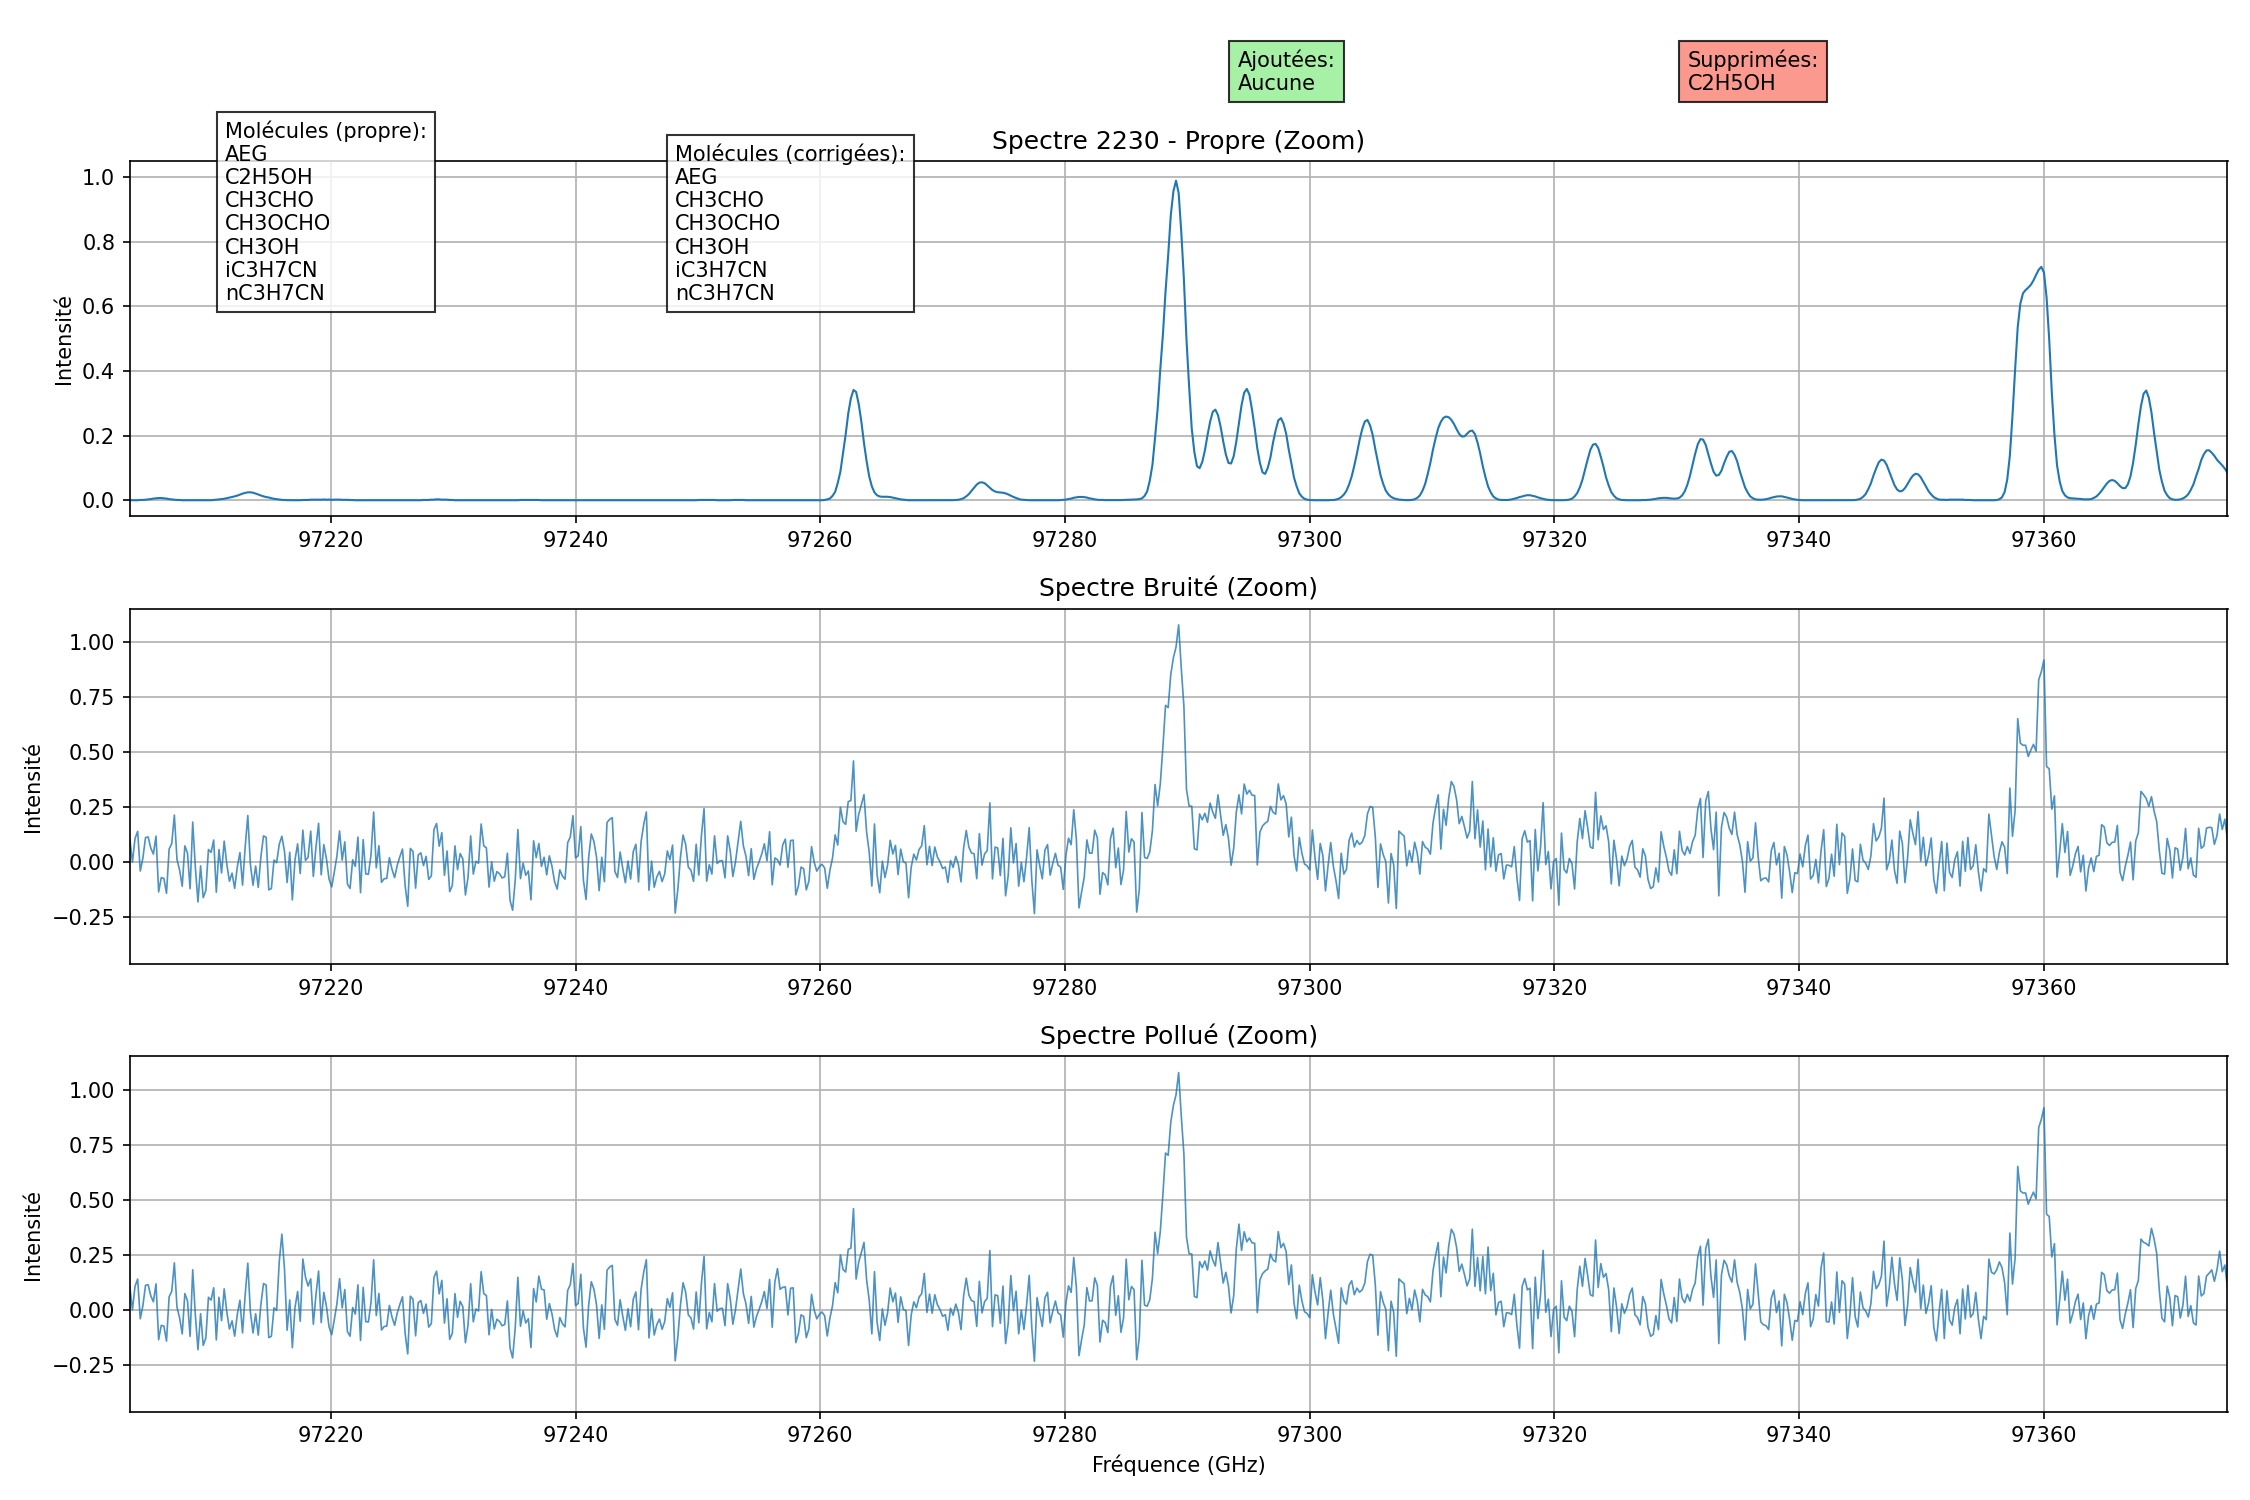 Ajoutées:
Aucune
Supprimées:
C2H5OH
Molécules (propre):
AEG
C2H5OH
CH3CHO
CH3OCHO
CH3OH
iC3H7CN
nC3H7CN
Molécules (corrigées):
AEG
CH3CHO
CH3OCHO
CH3OH
iC3H7CN
nC3H7CN
Spectre 2230 - Propre (Zoom)
Intensité
1.0
0.8
0.6
0.4
0.2
0.0
97220 97240 97260 97280 97300 97320 97340 97360
Spectre Bruité (Zoom)
Intensité
1.00
0.75
0.50
0.25
0.00
−0.25
97220 97240 97260 97280 97300 97320 97340 97360
Spectre Pollué (Zoom)
Intensité
1.00
0.75
0.50
0.25
0.00
−0.25
97220 97240 97260 97280 97300 97320 97340 97360
Fréquence (GHz)